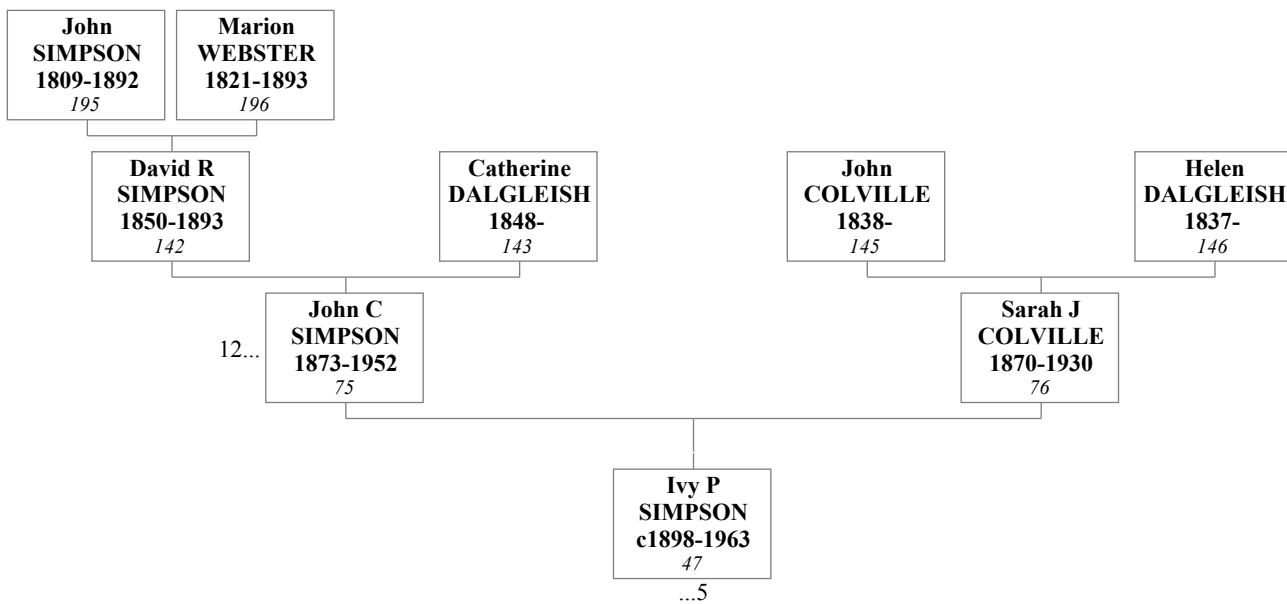 John
SIMPSON
1809-1892
195
Marion
WEBSTER
1821-1893
196
David R
SIMPSON
1850-1893
142
Catherine
DALGLEISH
1848-
143
John
COLVILLE
1838-
145
Helen
DALGLEISH
1837-
146
12...
John C
SIMPSON
1873-1952
75
Sarah J
COLVILLE
1870-1930
76
Ivy P
SIMPSON
c1898-1963
47
...5